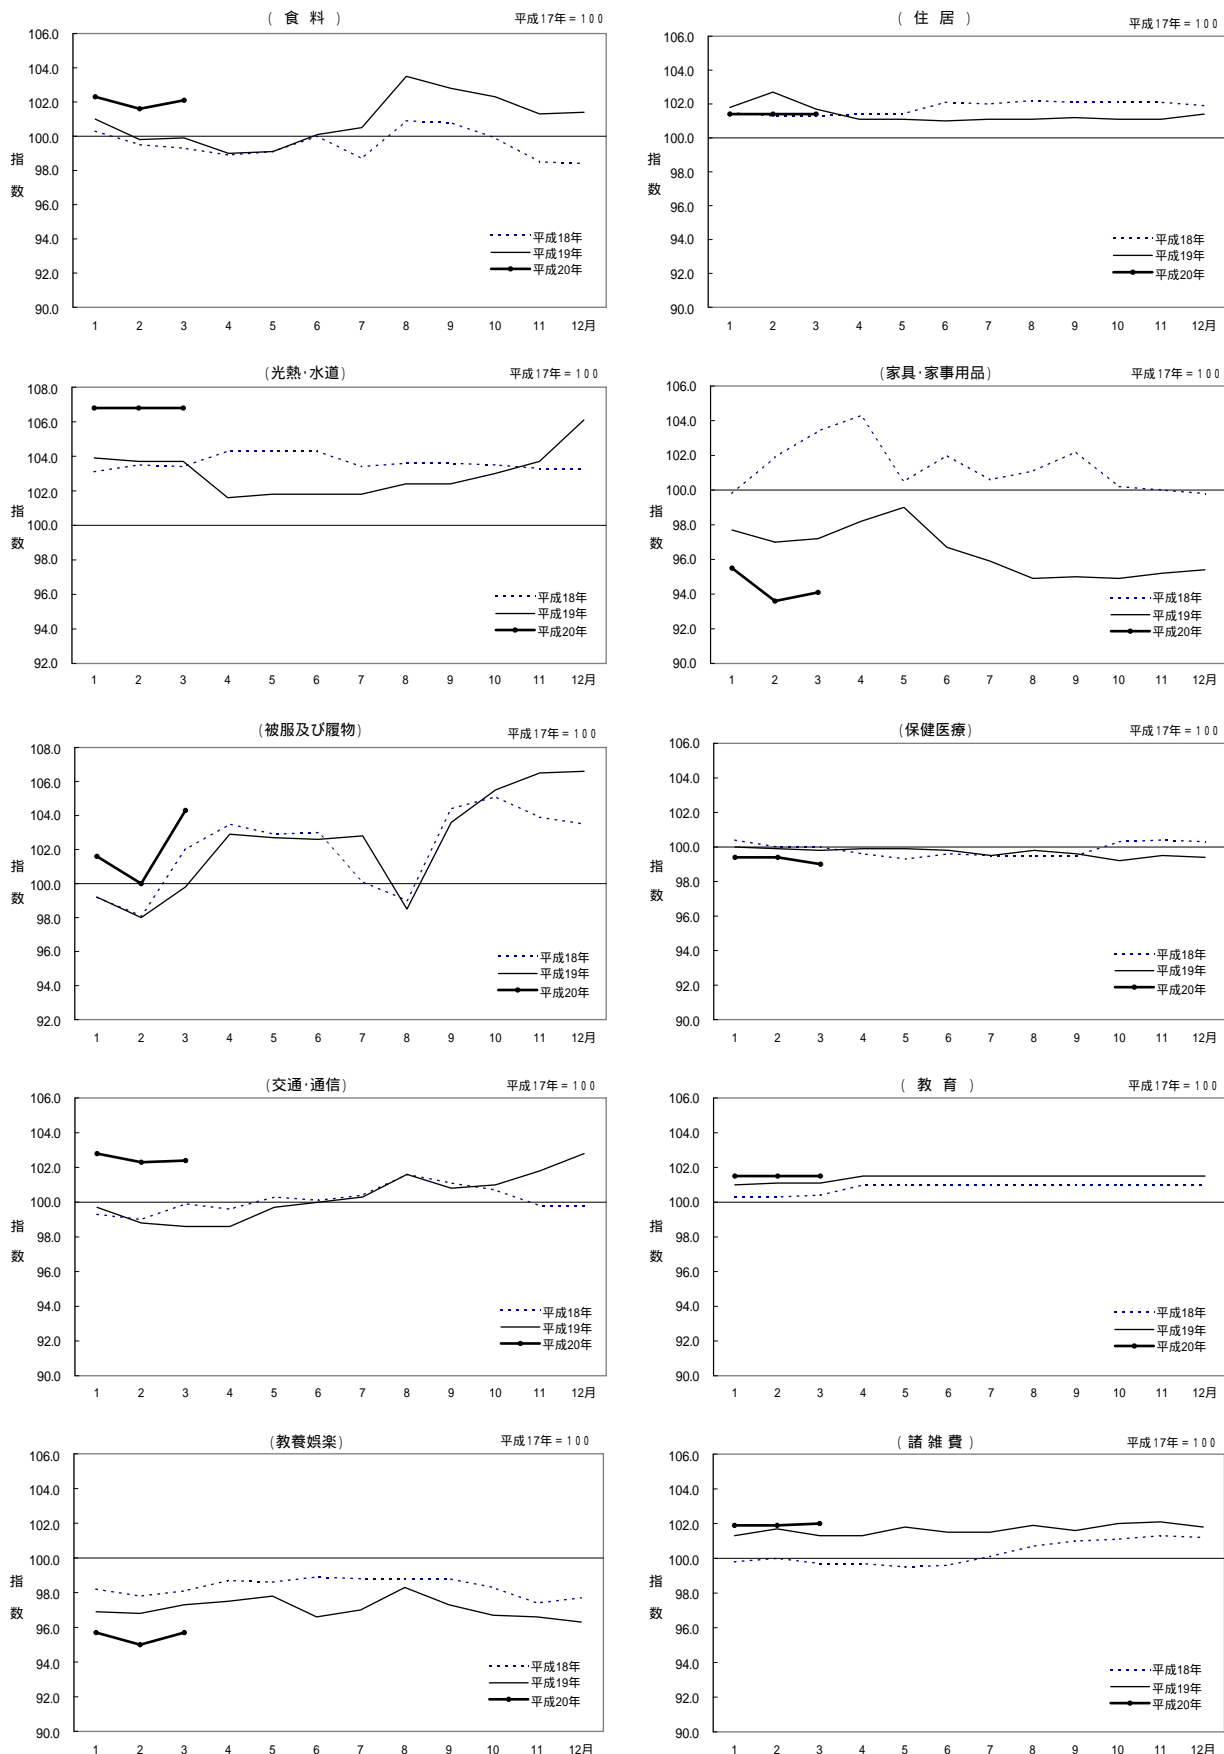 ( 食 料 )
平成17年=100
106.0
104.0
102.0
100.0
98.0
96.0
94.0
92.0
90.0
指
数
平成18年
平成19年
平成20年
1 2 3 4 5 6 7 8 9 10 11 12月
( 住 居 )
平成17年=100
106.0
104.0
102.0
100.0
98.0
96.0
94.0
92.0
90.0
指
数
平成18年
平成19年
平成20年
1 2 3 4 5 6 7 8 9 10 11 12月
(光熱･水道)
平成17年=100
108.0
106.0
104.0
102.0
100.0
98.0
96.0
94.0
92.0
指
数
平成18年
平成19年
平成20年
1 2 3 4 5 6 7 8 9 10 11 12月
(家具･家事用品)
平成17年=100
106.0
104.0
102.0
100.0
98.0
96.0
94.0
92.0
90.0
指
数
平成18年
平成19年
平成20年
1 2 3 4 5 6 7 8 9 10 11 12月
(被服及び履物)
平成17年=100
108.0
106.0
104.0
102.0
100.0
98.0
96.0
94.0
92.0
指
数
平成18年
平成19年
平成20年
1 2 3 4 5 6 7 8 9 10 11 12月
(保健医療)
平成17年=100
106.0
104.0
102.0
100.0
98.0
96.0
94.0
92.0
90.0
指
数
平成18年
平成19年
平成20年
1 2 3 4 5 6 7 8 9 10 11 12月
(交通･通信)
平成17年=100
106.0
104.0
102.0
100.0
98.0
96.0
94.0
92.0
90.0
指
数
平成18年
平成19年
平成20年
1 2 3 4 5 6 7 8 9 10 11 12月
( 教 育 )
平成17年=100
106.0
104.0
102.0
100.0
98.0
96.0
94.0
92.0
90.0
指
数
平成18年
平成19年
平成20年
1 2 3 4 5 6 7 8 9 10 11 12月
(教養娯楽)
平成17年=100
106.0
104.0
102.0
100.0
98.0
96.0
94.0
92.0
90.0
指
数
平成18年
平成19年
平成20年
1 2 3 4 5 6 7 8 9 10 11 12月
( 諸 雑 費 )
平成17年=100
106.0
104.0
102.0
100.0
98.0
96.0
94.0
92.0
90.0
指
数
平成18年
平成19年
平成20年
1 2 3 4 5 6 7 8 9 10 11 12月